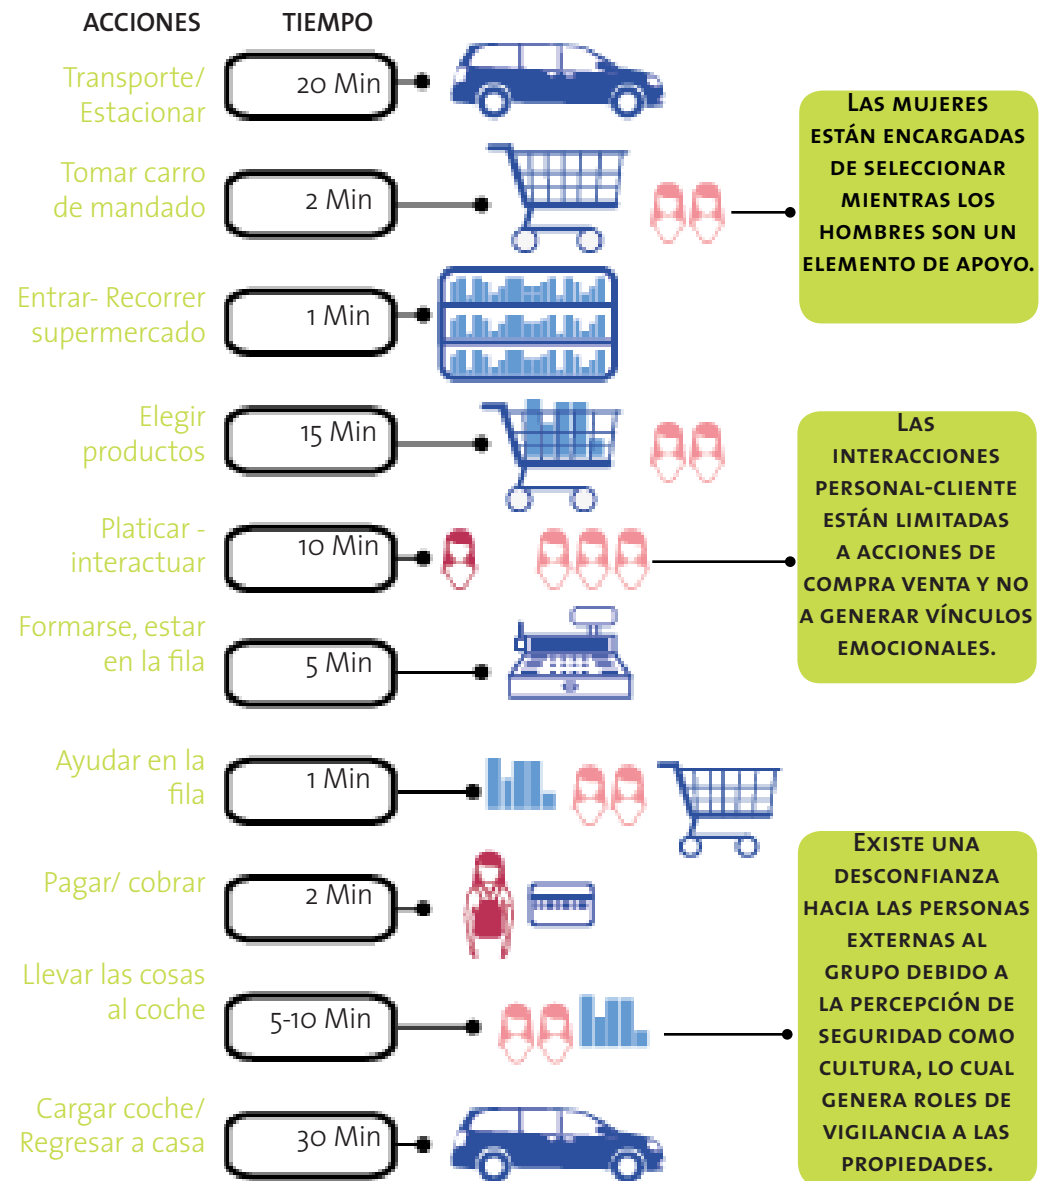 ACCIONES TIEMPO
Transporte/
Estacionar
20 Min
Tomar carro
de mandado
2 Min
LAS MUJERES
ESTÁN ENCARGADAS
DE SELECCIONAR
MIENTRAS LOS
HOMBRES SON UN
ELEMENTO DE APOYO.
Entrar- Recorrer
supermercado
1 Min
Elegir
productos
15 Min
Platicar -
interactuar
10 Min
LAS
INTERACCIONES
PERSONAL-CLIENTE
ESTÁN LIMITADAS
A ACCIONES DE
COMPRA VENTA Y NO
A GENERAR VÍNCULOS
EMOCIONALES.
Formarse, estar
en la fila
5 Min
Ayudar en la
fila
1 Min
Pagar/ cobrar
2 Min
Llevar las cosas
al coche
5-10 Min
EXISTE UNA
DESCONFIANZA
HACIA LAS PERSONAS
EXTERNAS AL
GRUPO DEBIDO A
LA PERCEPCIÓN DE
SEGURIDAD COMO
CULTURA, LO CUAL
GENERA ROLES DE
VIGILANCIA A LAS
PROPIEDADES.
Cargar coche/
Regresar a casa
30 Min